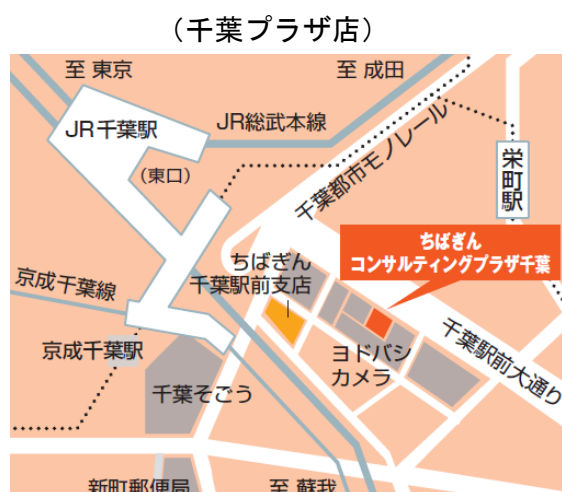 （千葉プラザ店）
至 東京
至 成田
JR千葉駅
JR総武本線
（東口）
千葉都市モノレール
栄町駅
ちばぎん
コンサルティングプラザ千葉
ちばぎん
千葉駅前支店
京成千葉線
京成千葉駅
ヨドバシ
カメラ
千葉駅前大通り
千葉そごう
新町郵便局
至 蘇我